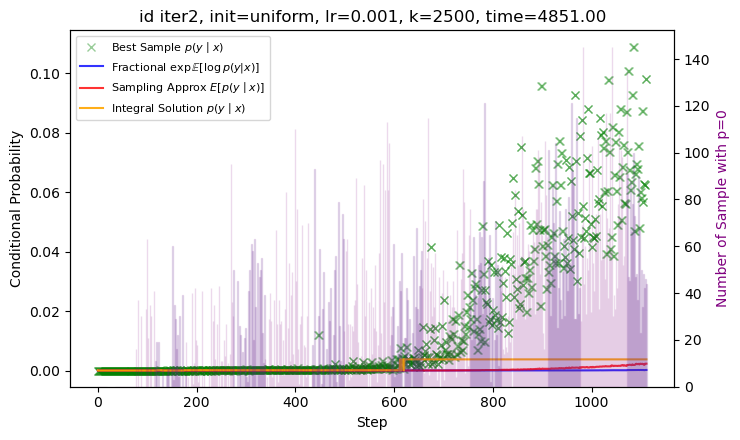 id iter2, init=uniform, lr=0.001, k=2500, time=4851.00
Best Sample p(y | x)
Fractional exp𝔼[log p(y|x)]
Sampling Approx E[p(y | x)]
Integral Solution p(y | x)
Conditional Probability
0.10
0.08
0.06
0.04
0.02
0.00
140
120
100
80
60
40
20
0
Number of Sample with p=0
0
200
400
600
800
1000
Step